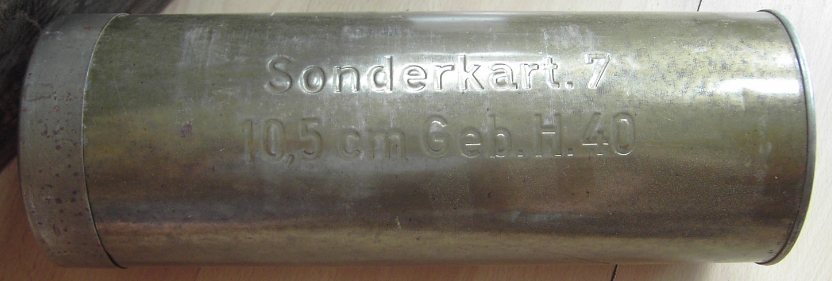 Sonderkart. 7
10,5 cm Geb. H. 40